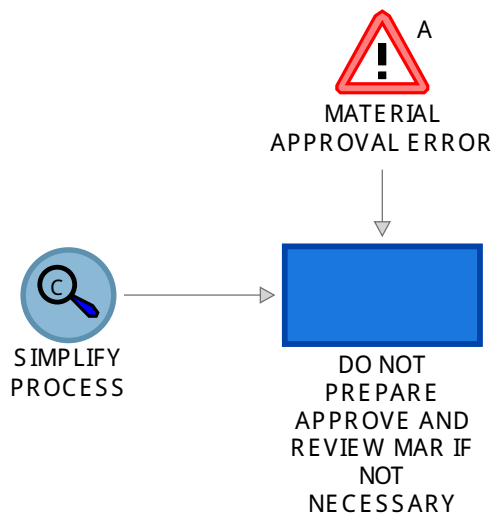 A
MATERIAL
APPROVAL ERROR
C
SIMPLIFY
PROCESS
DO NOT
PREPARE
APPROVE AND
REVIEW MAR IF
NOT
NECESSARY